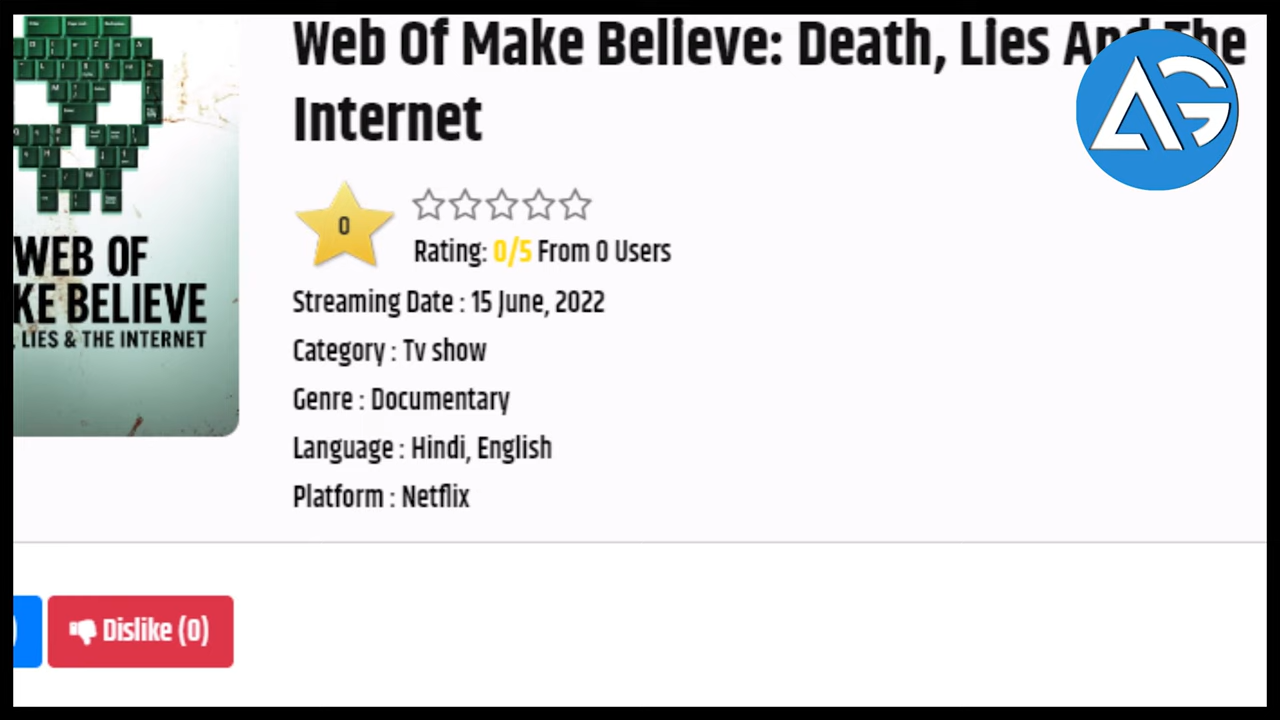 Web Of Make Believe: Death, Lies And The
Internet
0
Rating: 0/5 From 0 Users
Streaming Date : 15 June, 2022
Category : Tv show
Genre : Documentary
Language : Hindi, English
Platform : Netflix
WEB OF
KE BELIEVE
, LIES & THE INTERNET
) 
Dislike (0)
AG